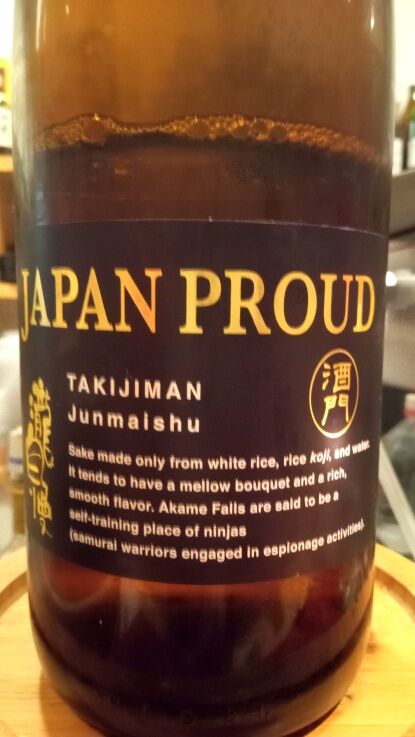 JAPAN PROUD
TAKIJIMAN
Junmaishu
酒門
Sake made only from white rice, rice koji, and water.
It tends to have a mellow bouquet and a rich,
smooth flavor. Akame Falls are said to be a
self-training place of ninjas
(samurai warriors engaged in espionage activities).